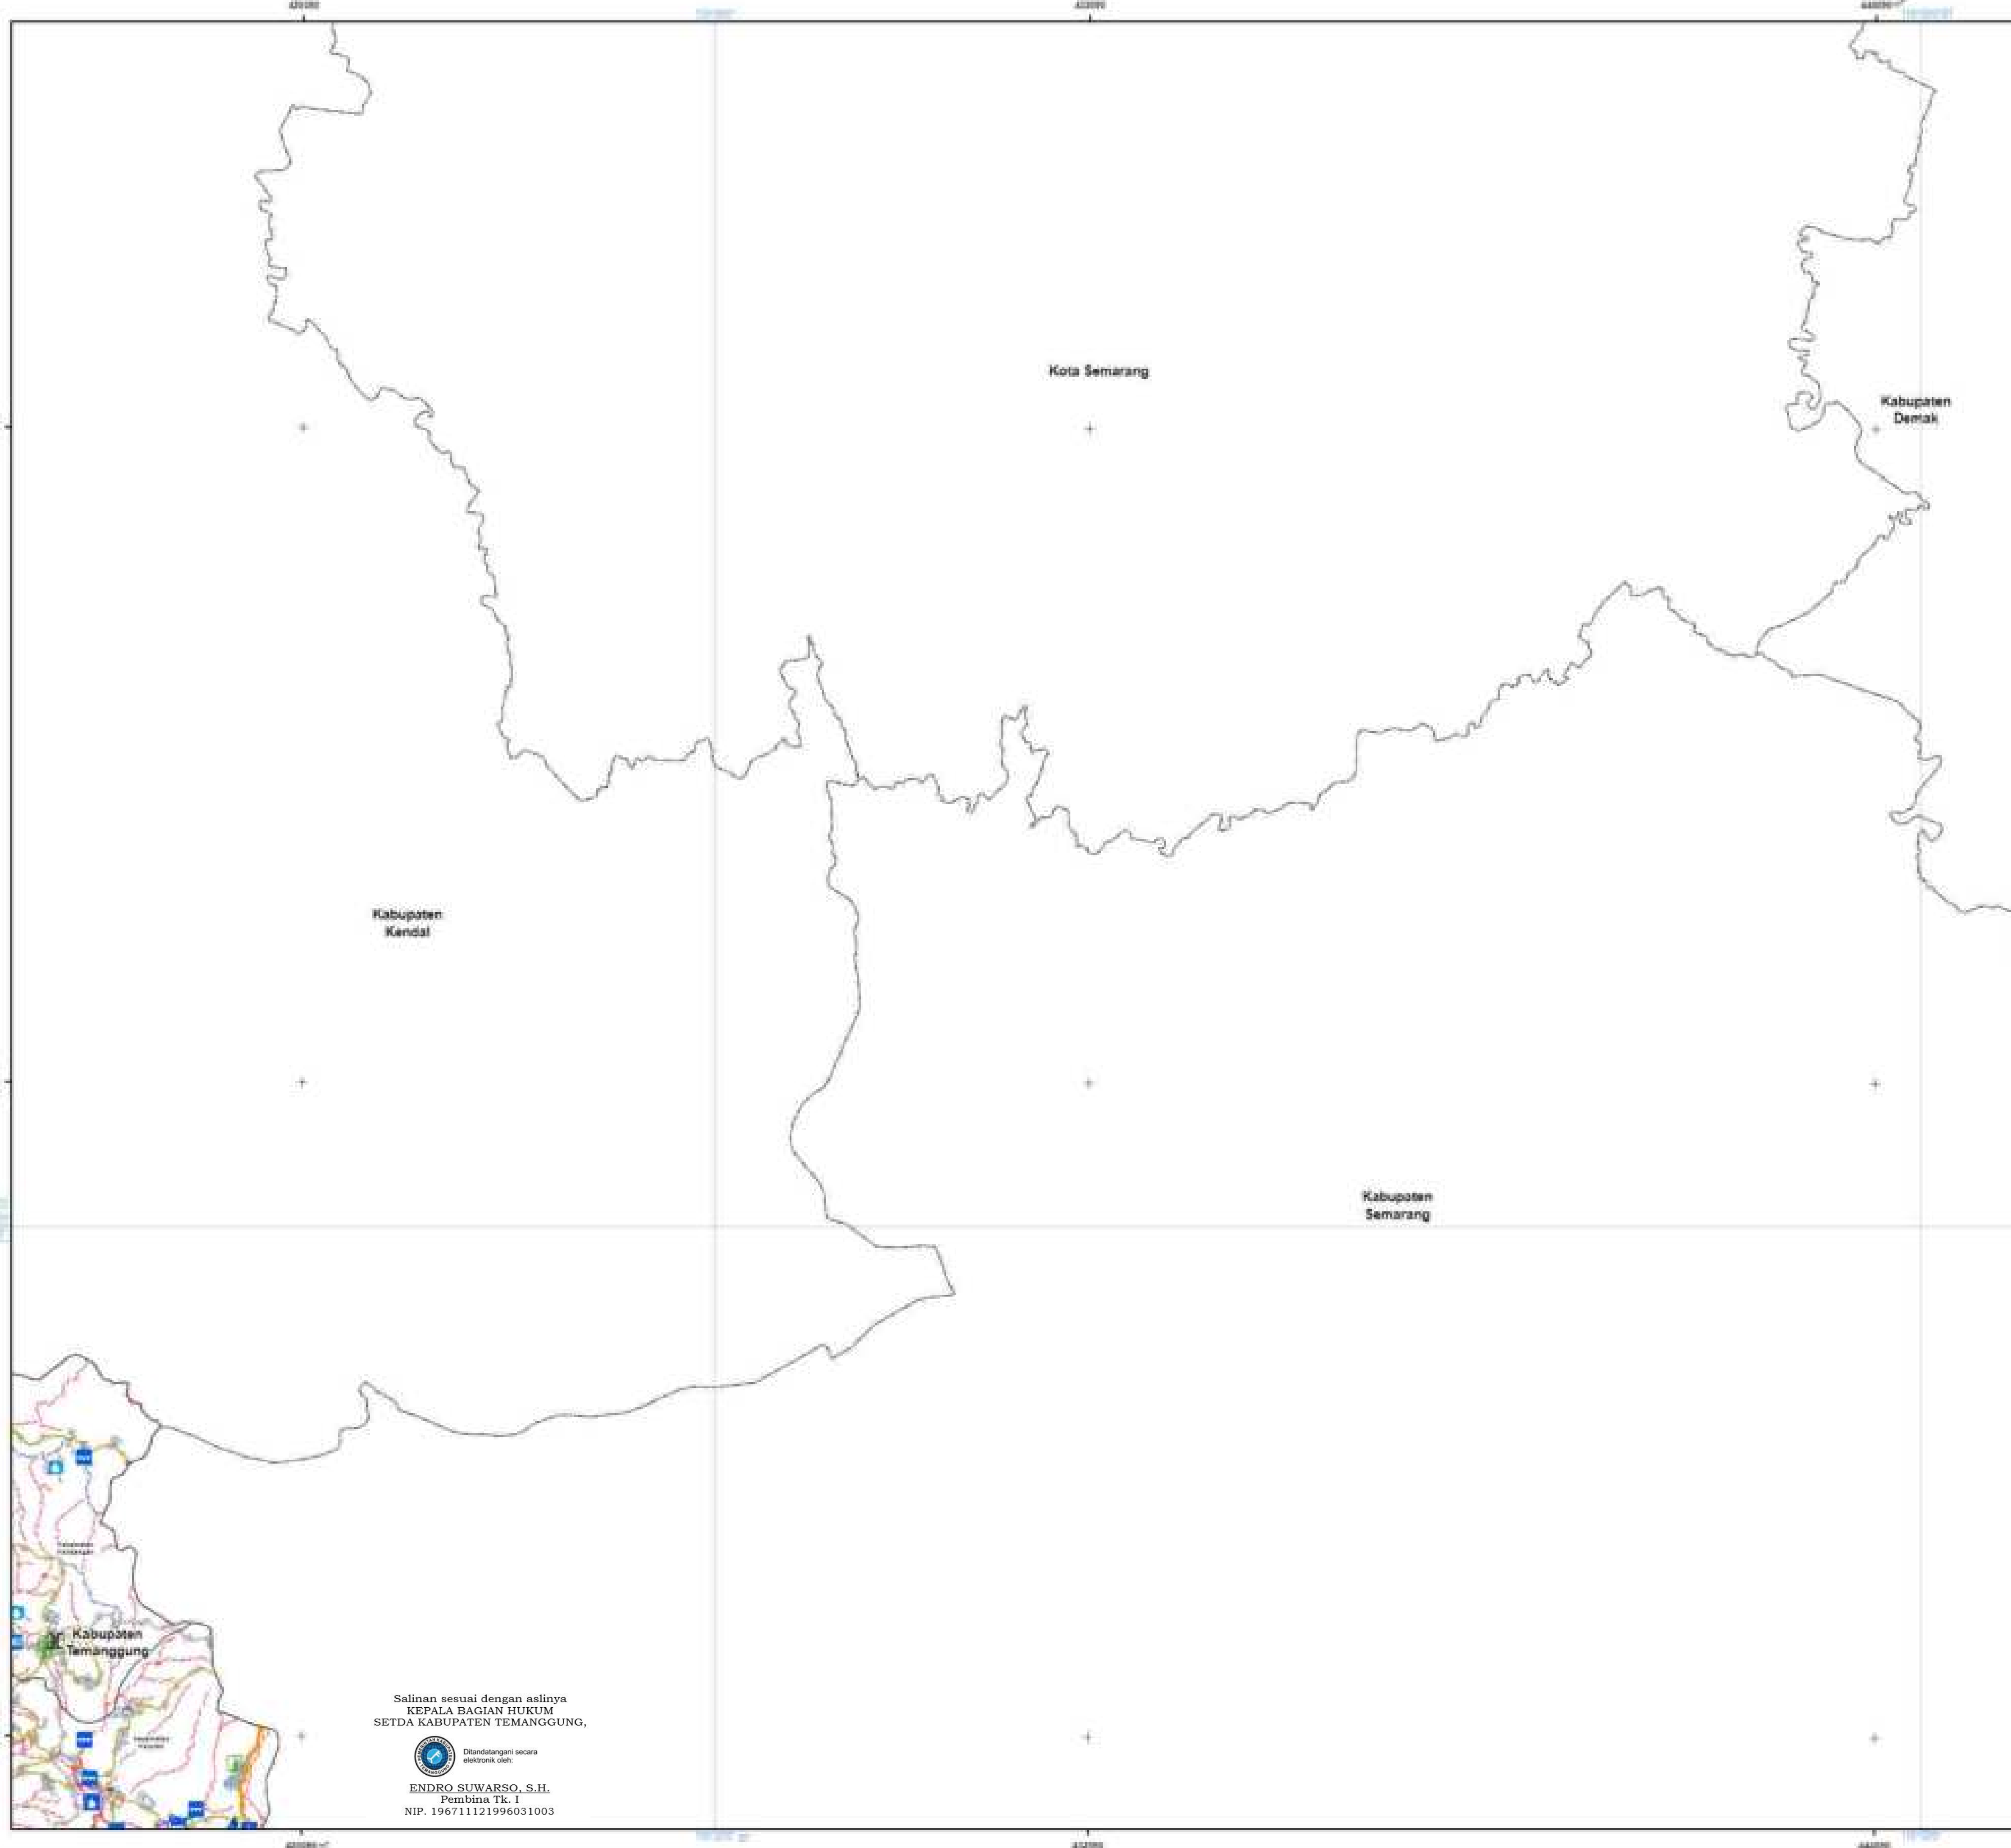 Kota Semarang
Kabupaten
Demak
Kabupaten
Kendal
Kabupaten
Semarang
Kabupaten
Temanggung
Salinan sesuai dengan aslinya
KEPALA BAGIAN HUKUM
SETDA KABUPATEN TEMANGGUNG,
Ditandatangani secara
elektronik oleh:
ENDRO SUWARSO, S.H.
Pembina Tk. I
NIP. 196711121996031003